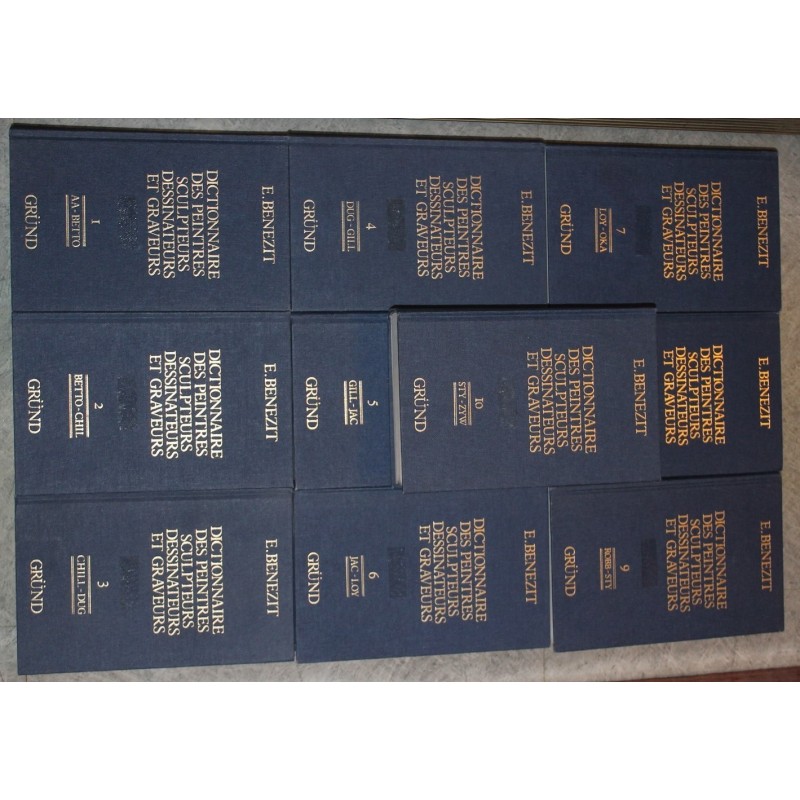 E. BENEZIT
DICTIONNAIRE
DES PEINTRES
SCULPTEURS
DESSINATEURS
ET GRAVEURS
1
AA-BETTO
GRÜND
E. BENEZIT
DICTIONNAIRE
DES PEINTRES
SCULPTEURS
DESSINATEURS
ET GRAVEURS
2
BETTO-CHIL
GRÜND
E. BENEZIT
DICTIONNAIRE
DES PEINTRES
SCULPTEURS
DESSINATEURS
ET GRAVEURS
3
CHILL-DUG
GRÜND
E. BENEZIT
DICTIONNAIRE
DES PEINTRES
SCULPTEURS
DESSINATEURS
ET GRAVEURS
4
DUG-GILL
GRÜND
5
GILL-JAC
GRÜND
E. BENEZIT
DICTIONNAIRE
DES PEINTRES
SCULPTEURS
DESSINATEURS
ET GRAVEURS
6
JAC-LOY
GRÜND
E. BENEZIT
DICTIONNAIRE
DES PEINTRES
SCULPTEURS
DESSINATEURS
ET GRAVEURS
7
LOY-OKA
GRÜND
E. BENEZIT
DICTIONNAIRE
DES PEINTRES
SCULPTEURS
DESSINATEURS
ET GRAVEURS
E. BENEZIT
DICTIONNAIRE
DES PEINTRES
SCULPTEURS
DESSINATEURS
ET GRAVEURS
9
ROBB-STY
GRÜND
E. BENEZIT
DICTIONNAIRE
DES PEINTRES
SCULPTEURS
DESSINATEURS
ET GRAVEURS
10
STY-ZYW
GRÜND